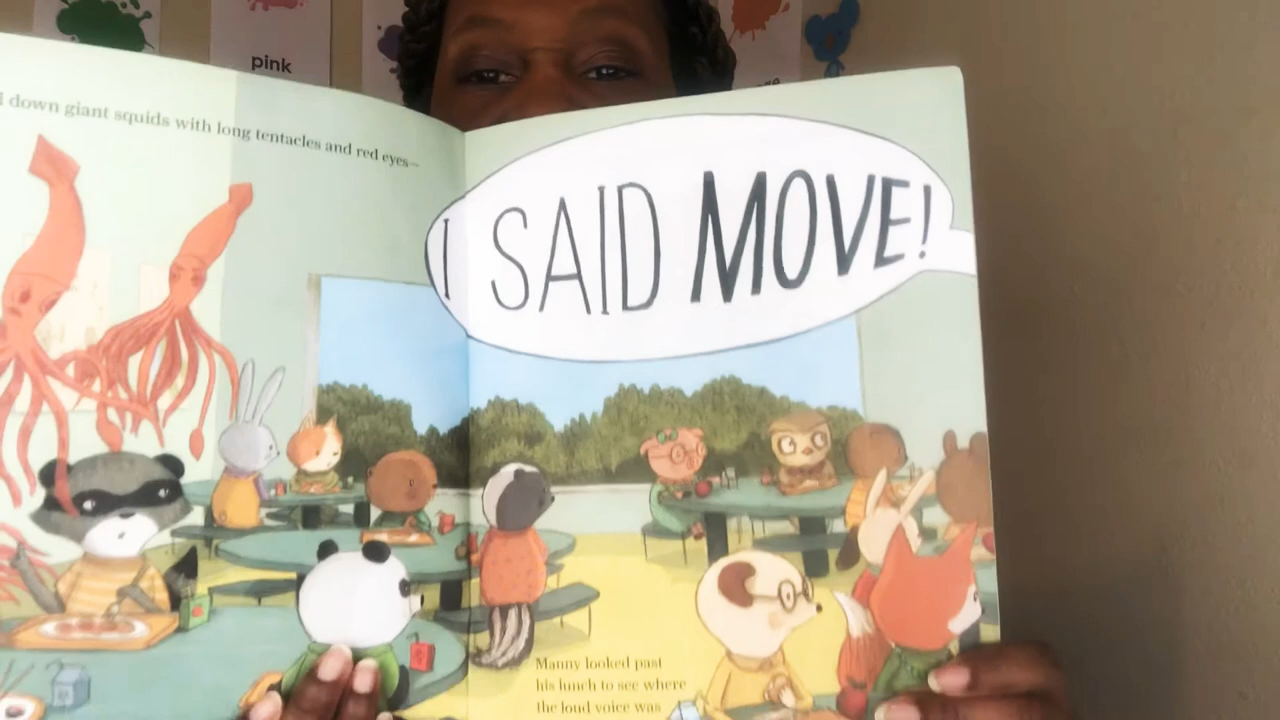 pink
down giant squids with long tentacles and red eyes—
I SAID MOVE!
Manny looked past
his lunch to see where
the loud voice was